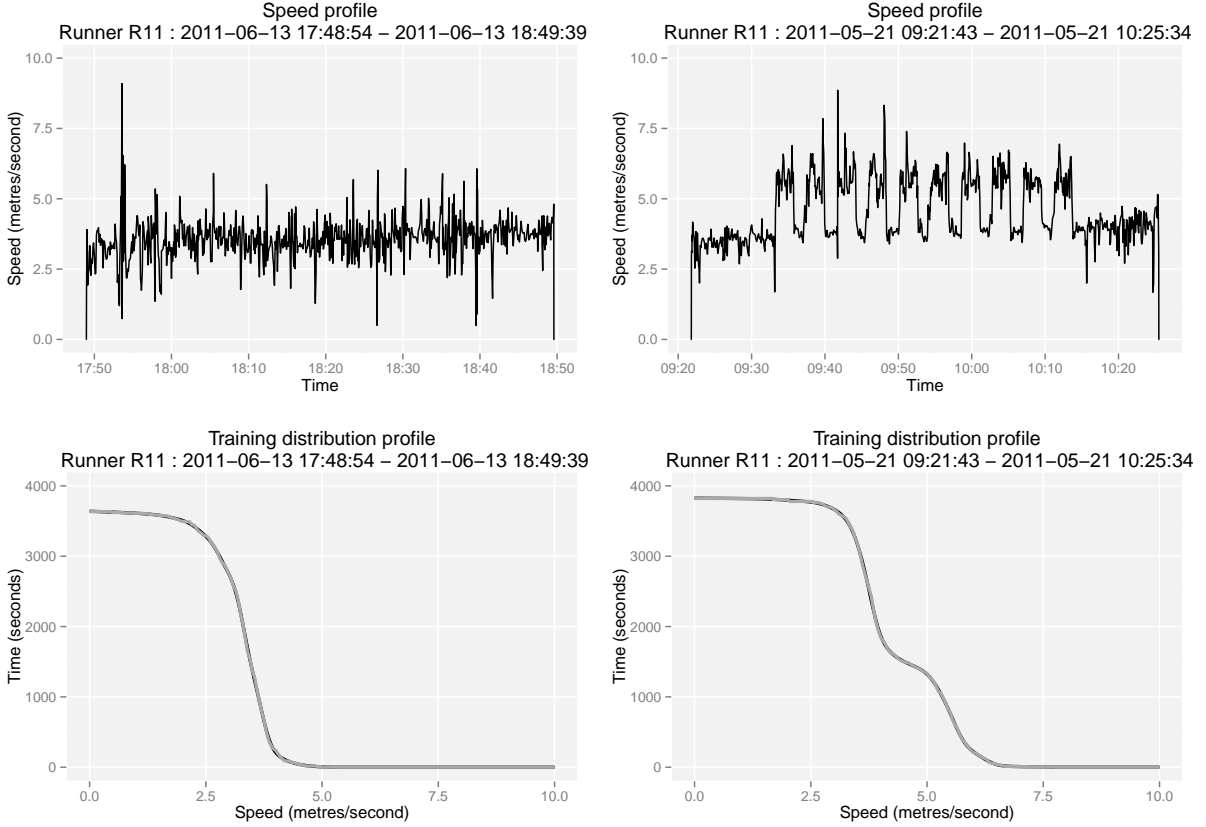 Speed profile
Runner R11 : 2011−06−13 17:48:54 − 2011−06−13 18:49:39
10.0
7.5
5.0
2.5
0.0
Speed (metres/second)
17:50 18:00 18:10 18:20 18:30 18:40 18:50
Time
Speed profile
Runner R11 : 2011−05−21 09:21:43 − 2011−05−21 10:25:34
10.0
7.5
5.0
2.5
0.0
Speed (metres/second)
09:20 09:30 09:40 09:50 10:00 10:10 10:20
Time
Training distribution profile
Runner R11 : 2011−06−13 17:48:54 − 2011−06−13 18:49:39
4000
3000
2000
1000
0
Time (seconds)
0.0 2.5 5.0 7.5 10.0
Speed (metres/second)
Training distribution profile
Runner R11 : 2011−05−21 09:21:43 − 2011−05−21 10:25:34
4000
3000
2000
1000
0
Time (seconds)
0.0 2.5 5.0 7.5 10.0
Speed (metres/second)